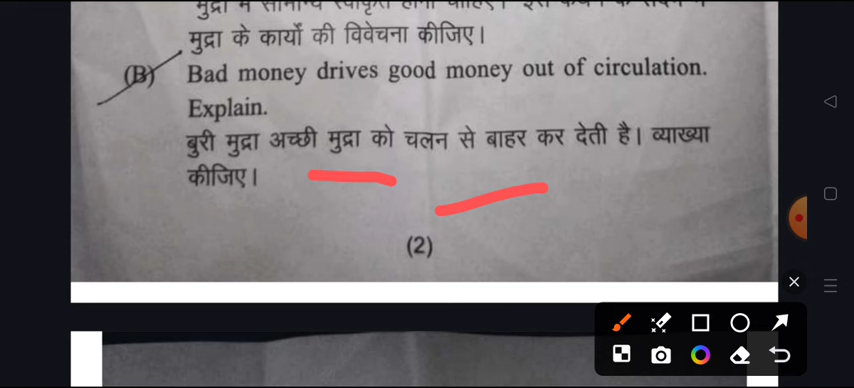 मुद्रा के कार्यों की विवेचना कीजिए।
(B) Bad money drives good money out of circulation.
Explain.
बुरी मुद्रा अच्छी मुद्रा को चलन से बाहर कर देती है। व्याख्या
कीजिए।
(2)